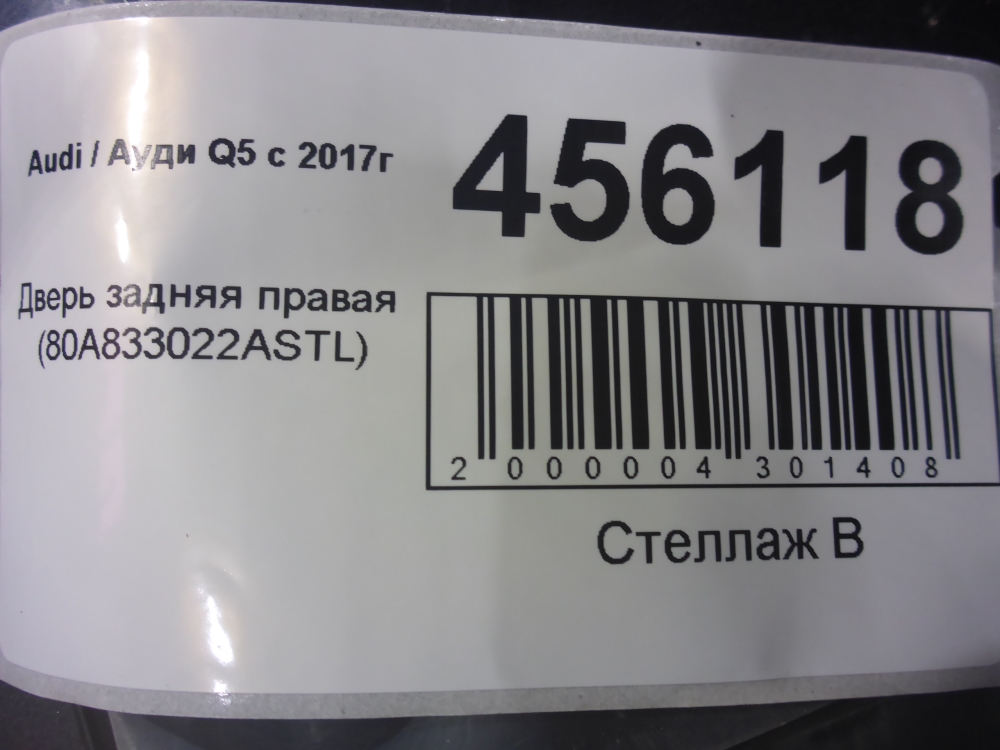 Audi / Ауди Q5 с 2017г
456118
Дверь задняя правая
(80A833022ASTL)
2 000004 301408
Стеллаж В